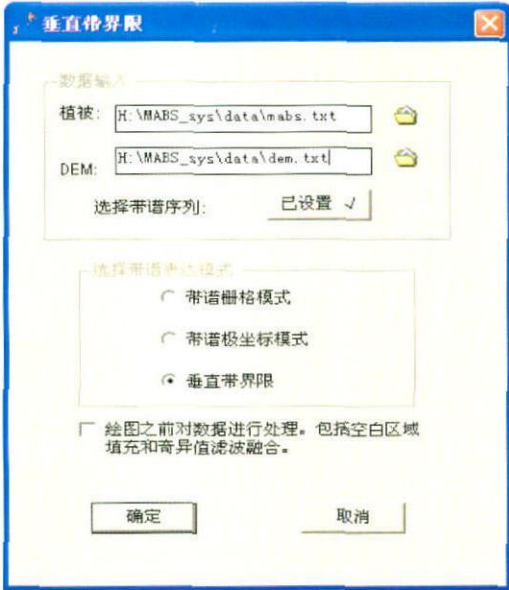 垂直带界限
数据输入
植被: H:\MABS_sys\data\mabs.txt
DEM: H:\MABS_sys\data\dem.txt
选择带谱序列: 已设置 √
选择带谱表达模式
带谱栅格模式
带谱极坐标模式
垂直带界限
绘图之前对数据进行处理。包括空白区域
填充和奇异值滤波融合。
确定 取消